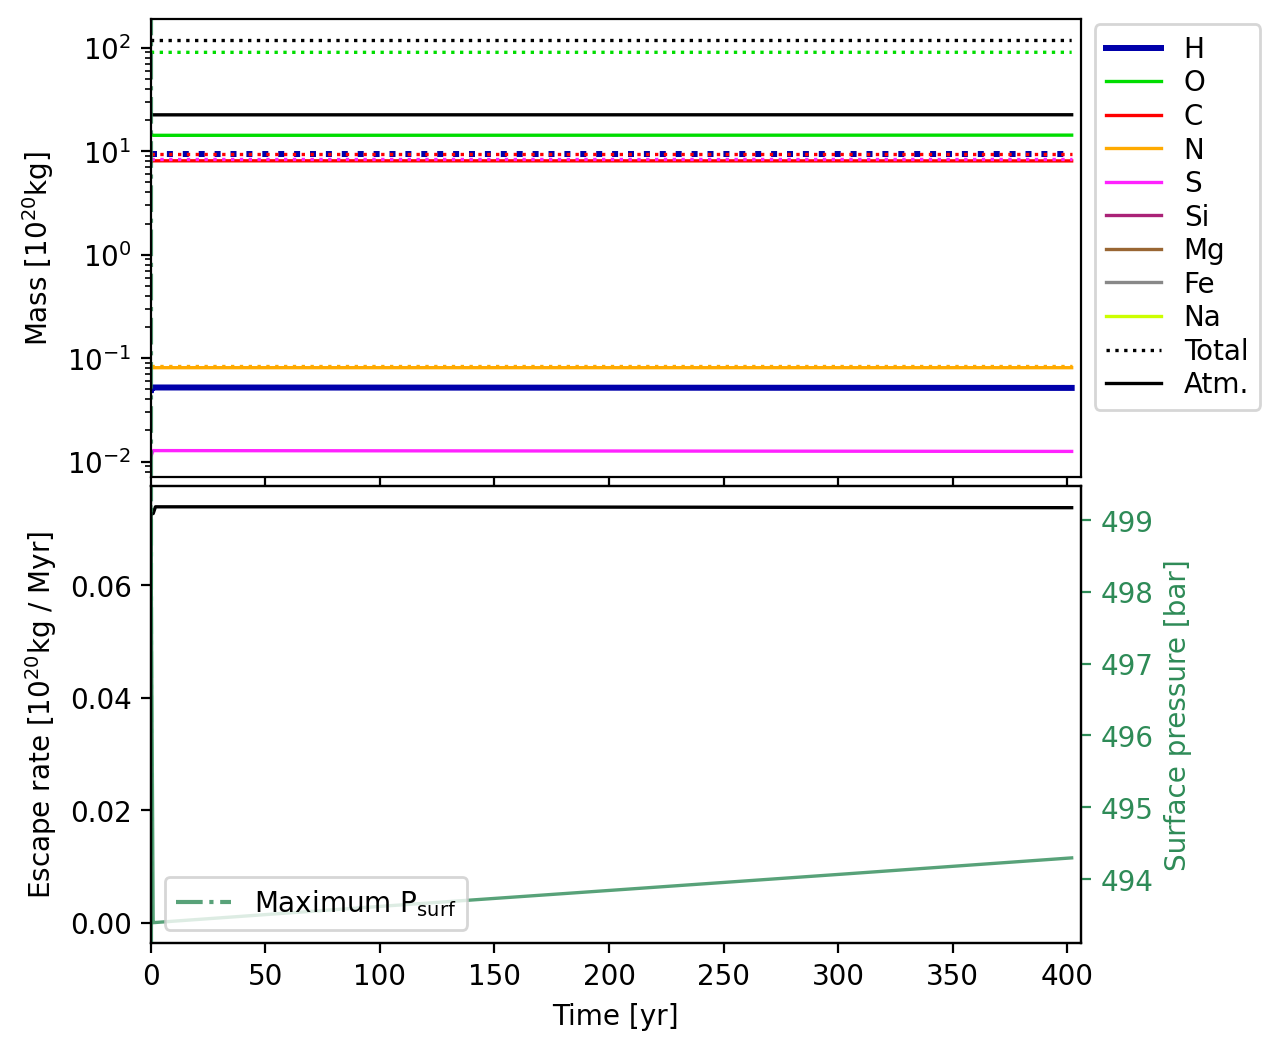 Mass [10²⁰kg]
10²
10¹
10⁰
10⁻¹
10⁻²
H
O
C
N
S
Si
Mg
Fe
Na
Total
Atm.
Escape rate [10²⁰kg / Myr]
0.06
0.04
0.02
0.00
Maximum Pₛᵤᵣf
499
498
497
496
495
494
Surface pressure [bar]
0 50 100 150 200 250 300 350 400
Time [yr]